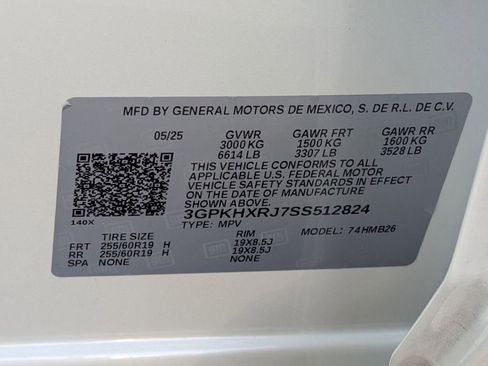 MFD BY GENERAL MOTORS DE MEXICO, S. DE R.L. DE C.V.
05/25 GVWR GAWR FRT GAWR RR
3000 KG 1500 KG 1600 KG
6614 LB 3307 LB 3528 LB
THIS VEHICLE CONFORMS TO ALL
APPLICABLE U.S. FEDERAL MOTOR
VEHICLE SAFETY STANDARDS IN EFFECT
ON THE DATE OF MANUFACTURE
SHOWN ABOVE.
3GPKHXRJ7SS512824
140X TYPE: MPV MODEL: 74HMB26
TIRE SIZE RIM
FRT 255/60R19 H 19X8.5J
RR 255/60R19 H 19X8.5J
SPA NONE NONE